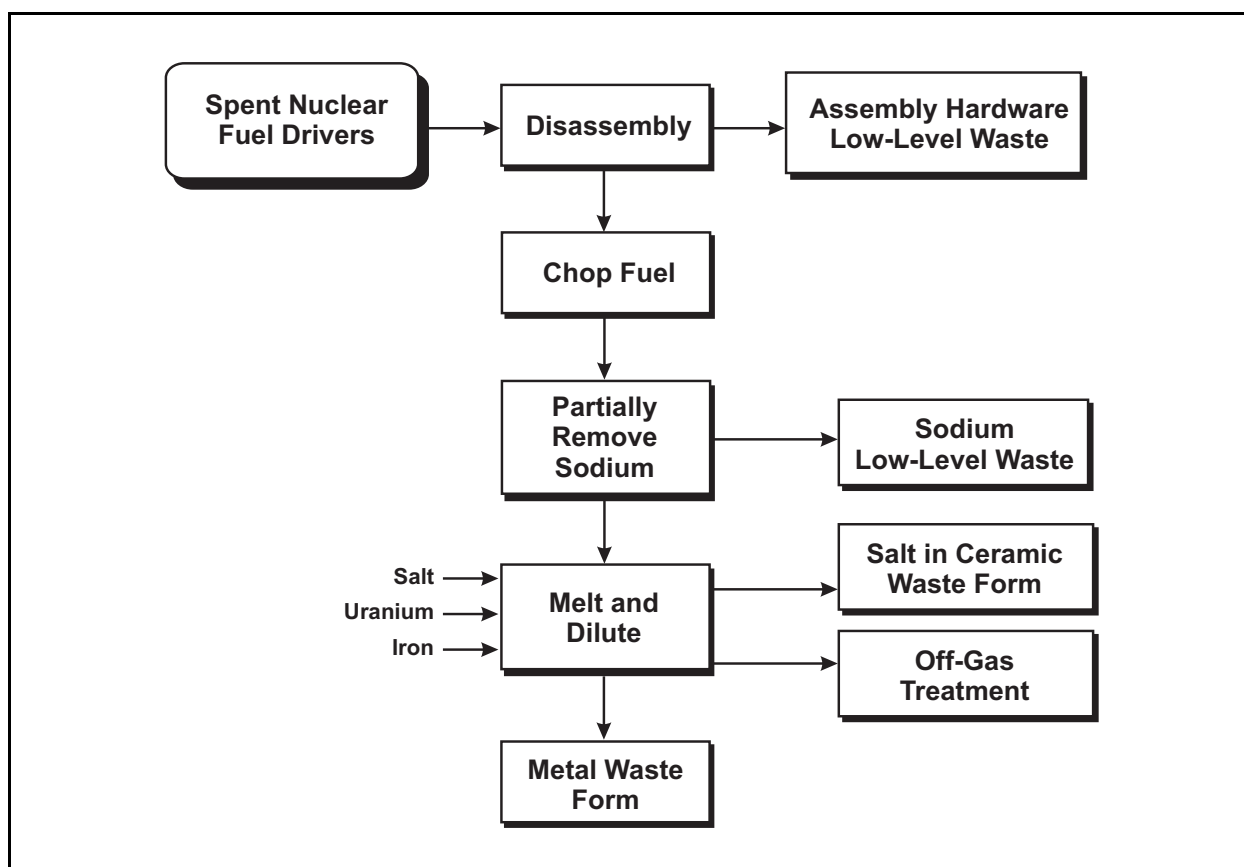 Spent Nuclear
Fuel Drivers
Disassembly
Assembly Hardware
Low-Level Waste
Chop Fuel
Partially
Remove
Sodium
Sodium
Low-Level Waste
Salt
Uranium
Iron
Melt and
Dilute
Salt in Ceramic
Waste Form
Off-Gas
Treatment
Metal Waste
Form